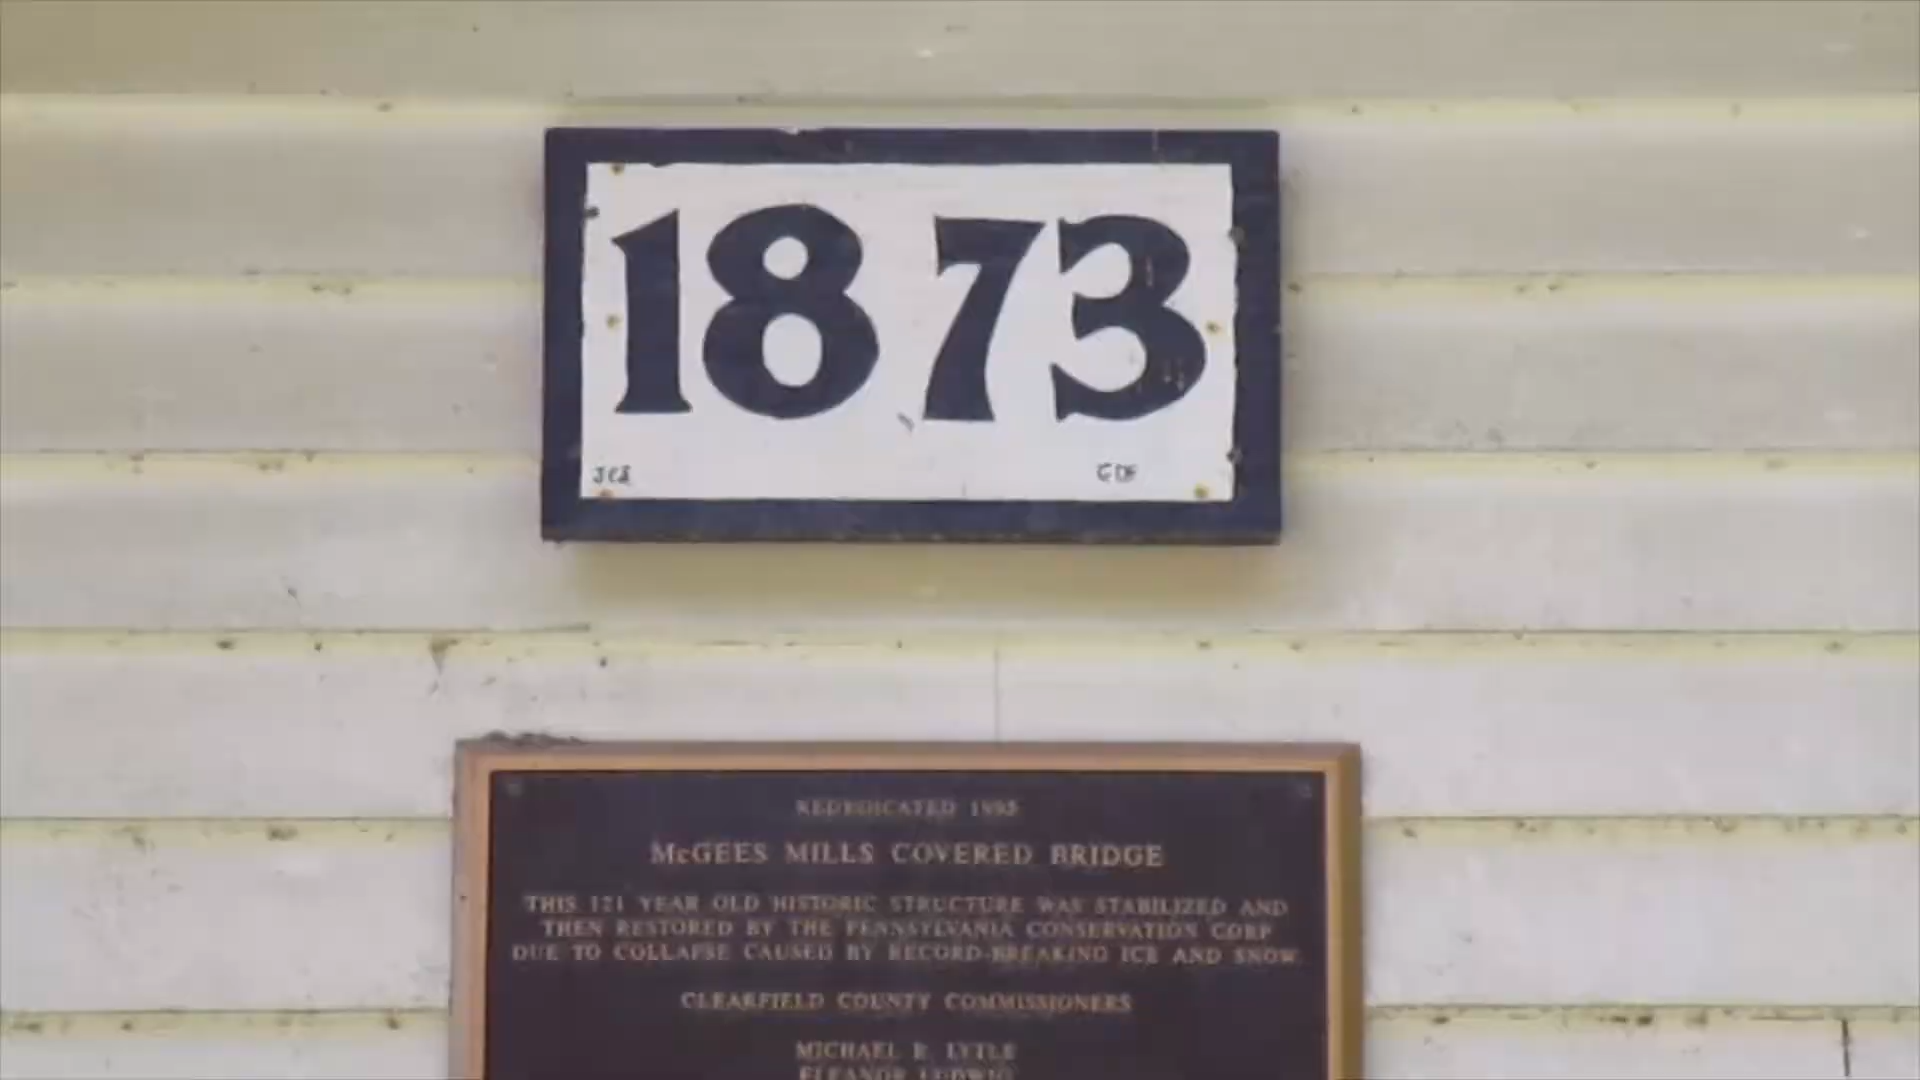 1873
REDEDICATED 1995
McGEES MILLS COVERED BRIDGE
THIS 121 YEAR OLD HISTORIC STRUCTURE WAS STABILIZED AND
THEN RESTORED BY THE PENNSYLVANIA CONSERVATION CORP
DUE TO COLLAPSE CAUSED BY RECORD-BREAKING ICE AND SNOW
CLEARFIELD COUNTY COMMISSIONERS
MICHAEL R. LYTLE
ELEANOR LUDWIG